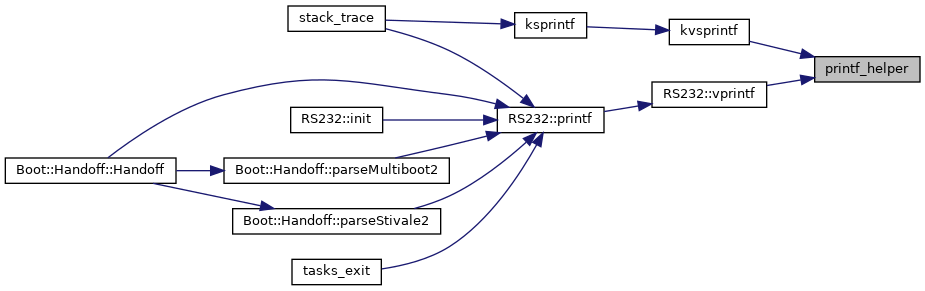 stack_trace
ksprintf
kvsprintf
printf_helper
RS232::vprintf
RS232::init
RS232::printf
Boot::Handoff::Handoff
Boot::Handoff::parseMultiboot2
Boot::Handoff::parseStivale2
tasks_exit